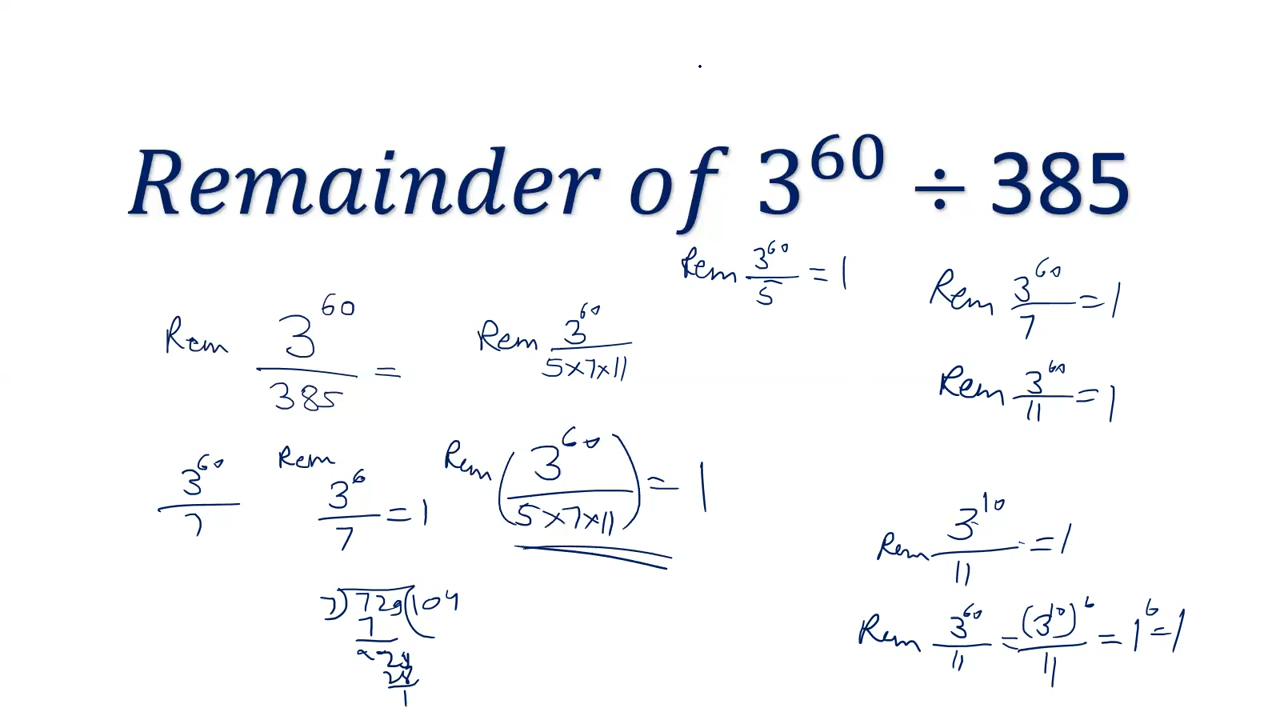 Remainder of 3^60 ÷ 385
Rem 3^60/5 = 1
Rem 3^60/7 = 1
Rem 3^60/385 =
Rem 3^60/5×7×11
Rem 3^60/11 = 1
3^60/7
Rem 3^6/7 = 1
Rem (3^60/5×7×11) = 1
Rem 3^10/11 = 1
7)729(104
7
28
1
Rem 3^60/11 = (3^10)^6/11 = 1^6 = 1